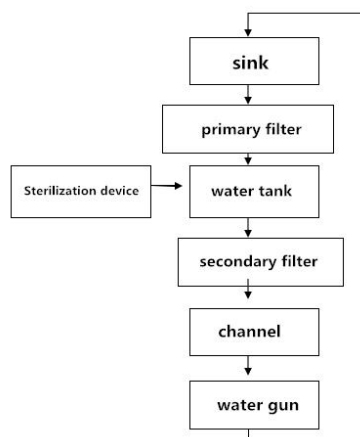 sink
primary filter
Sterilization device
water tank
secondary filter
channel
water gun